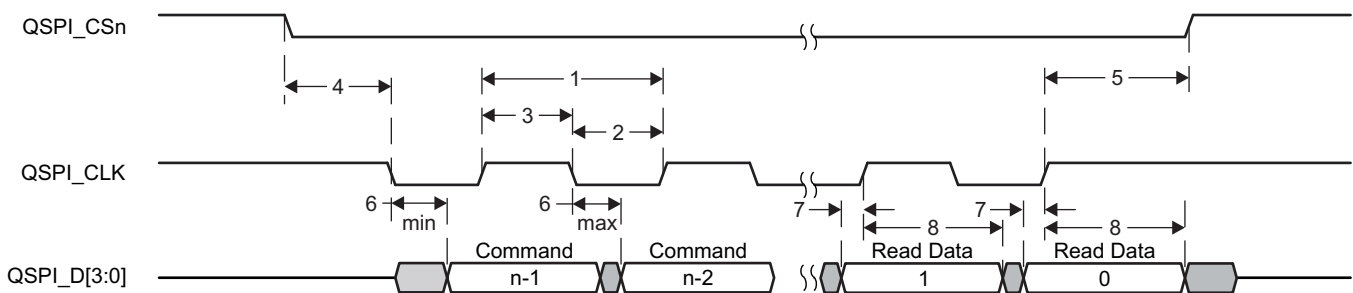 QSPI_CSn
1
4
5
3
2
QSPI_CLK
6
min
6
max
7
7
8
8
Command
Command
Read Data
Read Data
QSPI_D[3:0]
n-1
n-2
1
0